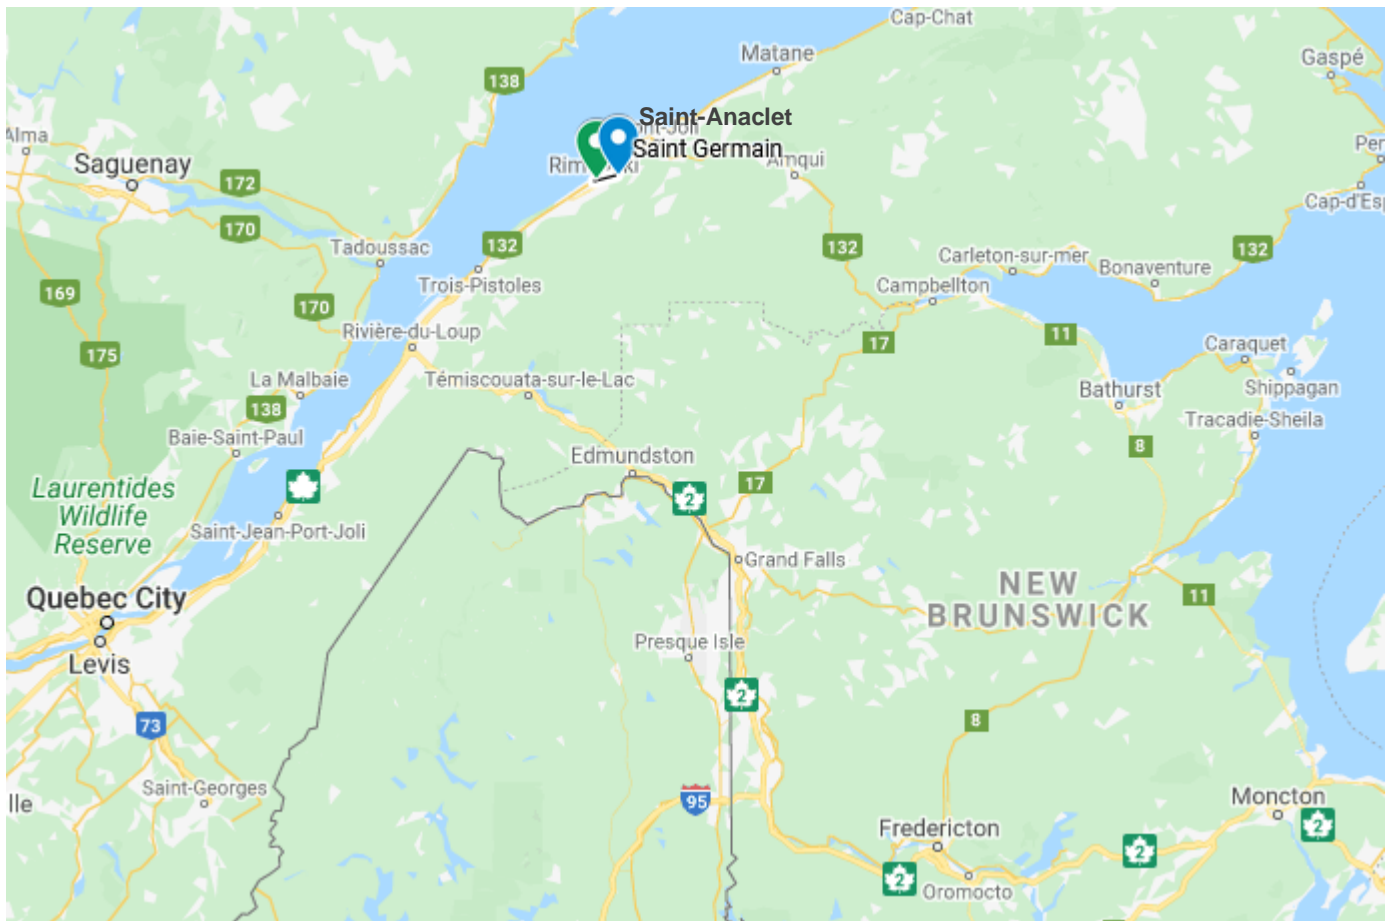 Cap-Chat
Matane
Gaspé
138
Saint-Anaclet
Alma
Saint Germain
Saguenay
Amqui
172
170
132
Tadoussac
132
132
Carleton-sur-mer
Bonaventure
Trois-Pistoles
Campbellton
169
170
Rivière-du-Loup
11
17
175
Caraquet
La Malbaie
Témiscouata-sur-le-Lac
Shippagan
138
Bathurst
Baie-Saint-Paul
Tracadie-Sheila
8
Edmundston
17
Laurentides
Wildlife
Reserve
2
Saint-Jean-Port-Joli
Grand Falls
NEW
BRUNSWICK
11
Quebec City
Presque Isle
Levis
2
8
73
Saint-Georges
95
Moncton
Fredericton
2
2
2
Oromocto